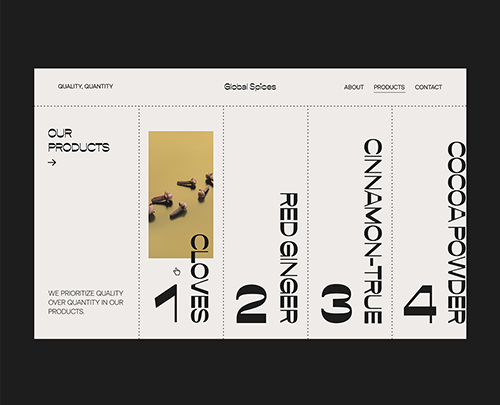 QUALITY, QUANTITY
Global Spices
ABOUT PRODUCTS CONTACT
OUR
PRODUCTS
WE PRIORITIZE QUALITY
OVER QUANTITY IN OUR
PRODUCTS.
1 CLOVES
2 RED GINGER
3 CINNAMON-TRUE
4 COCOA POWDER